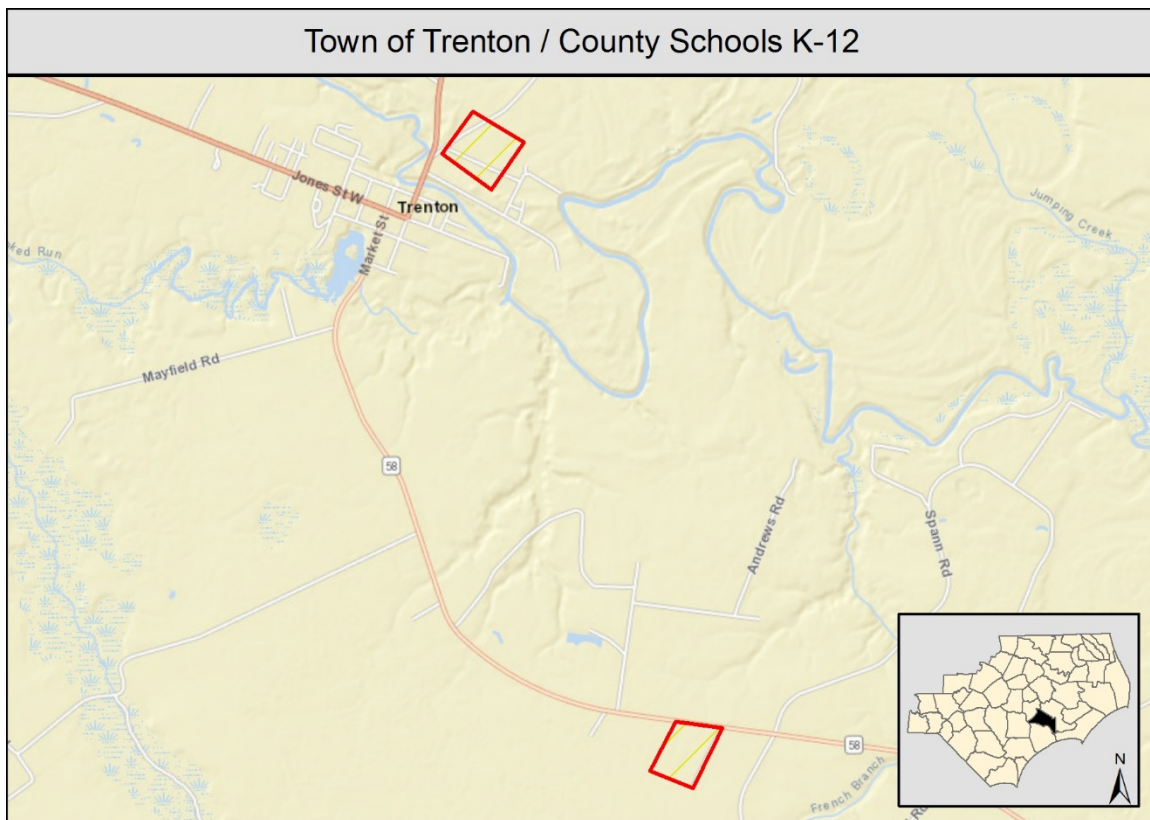 Town of Trenton / County Schools K-12
Jones St W
Trenton
Market St
Jumping Creek
Run
Mayfield Rd
58
Andrews Rd
Spann Rd
58
French Branch
Rd
N